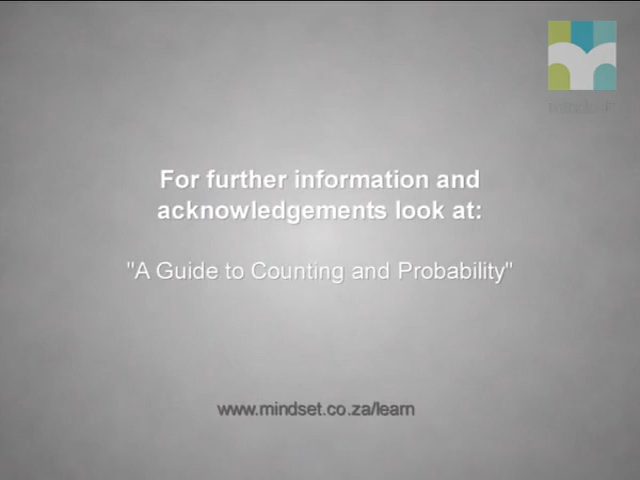 For further information and
acknowledgements look at:
"A Guide to Counting and Probability"
www.mindset.co.za/learn